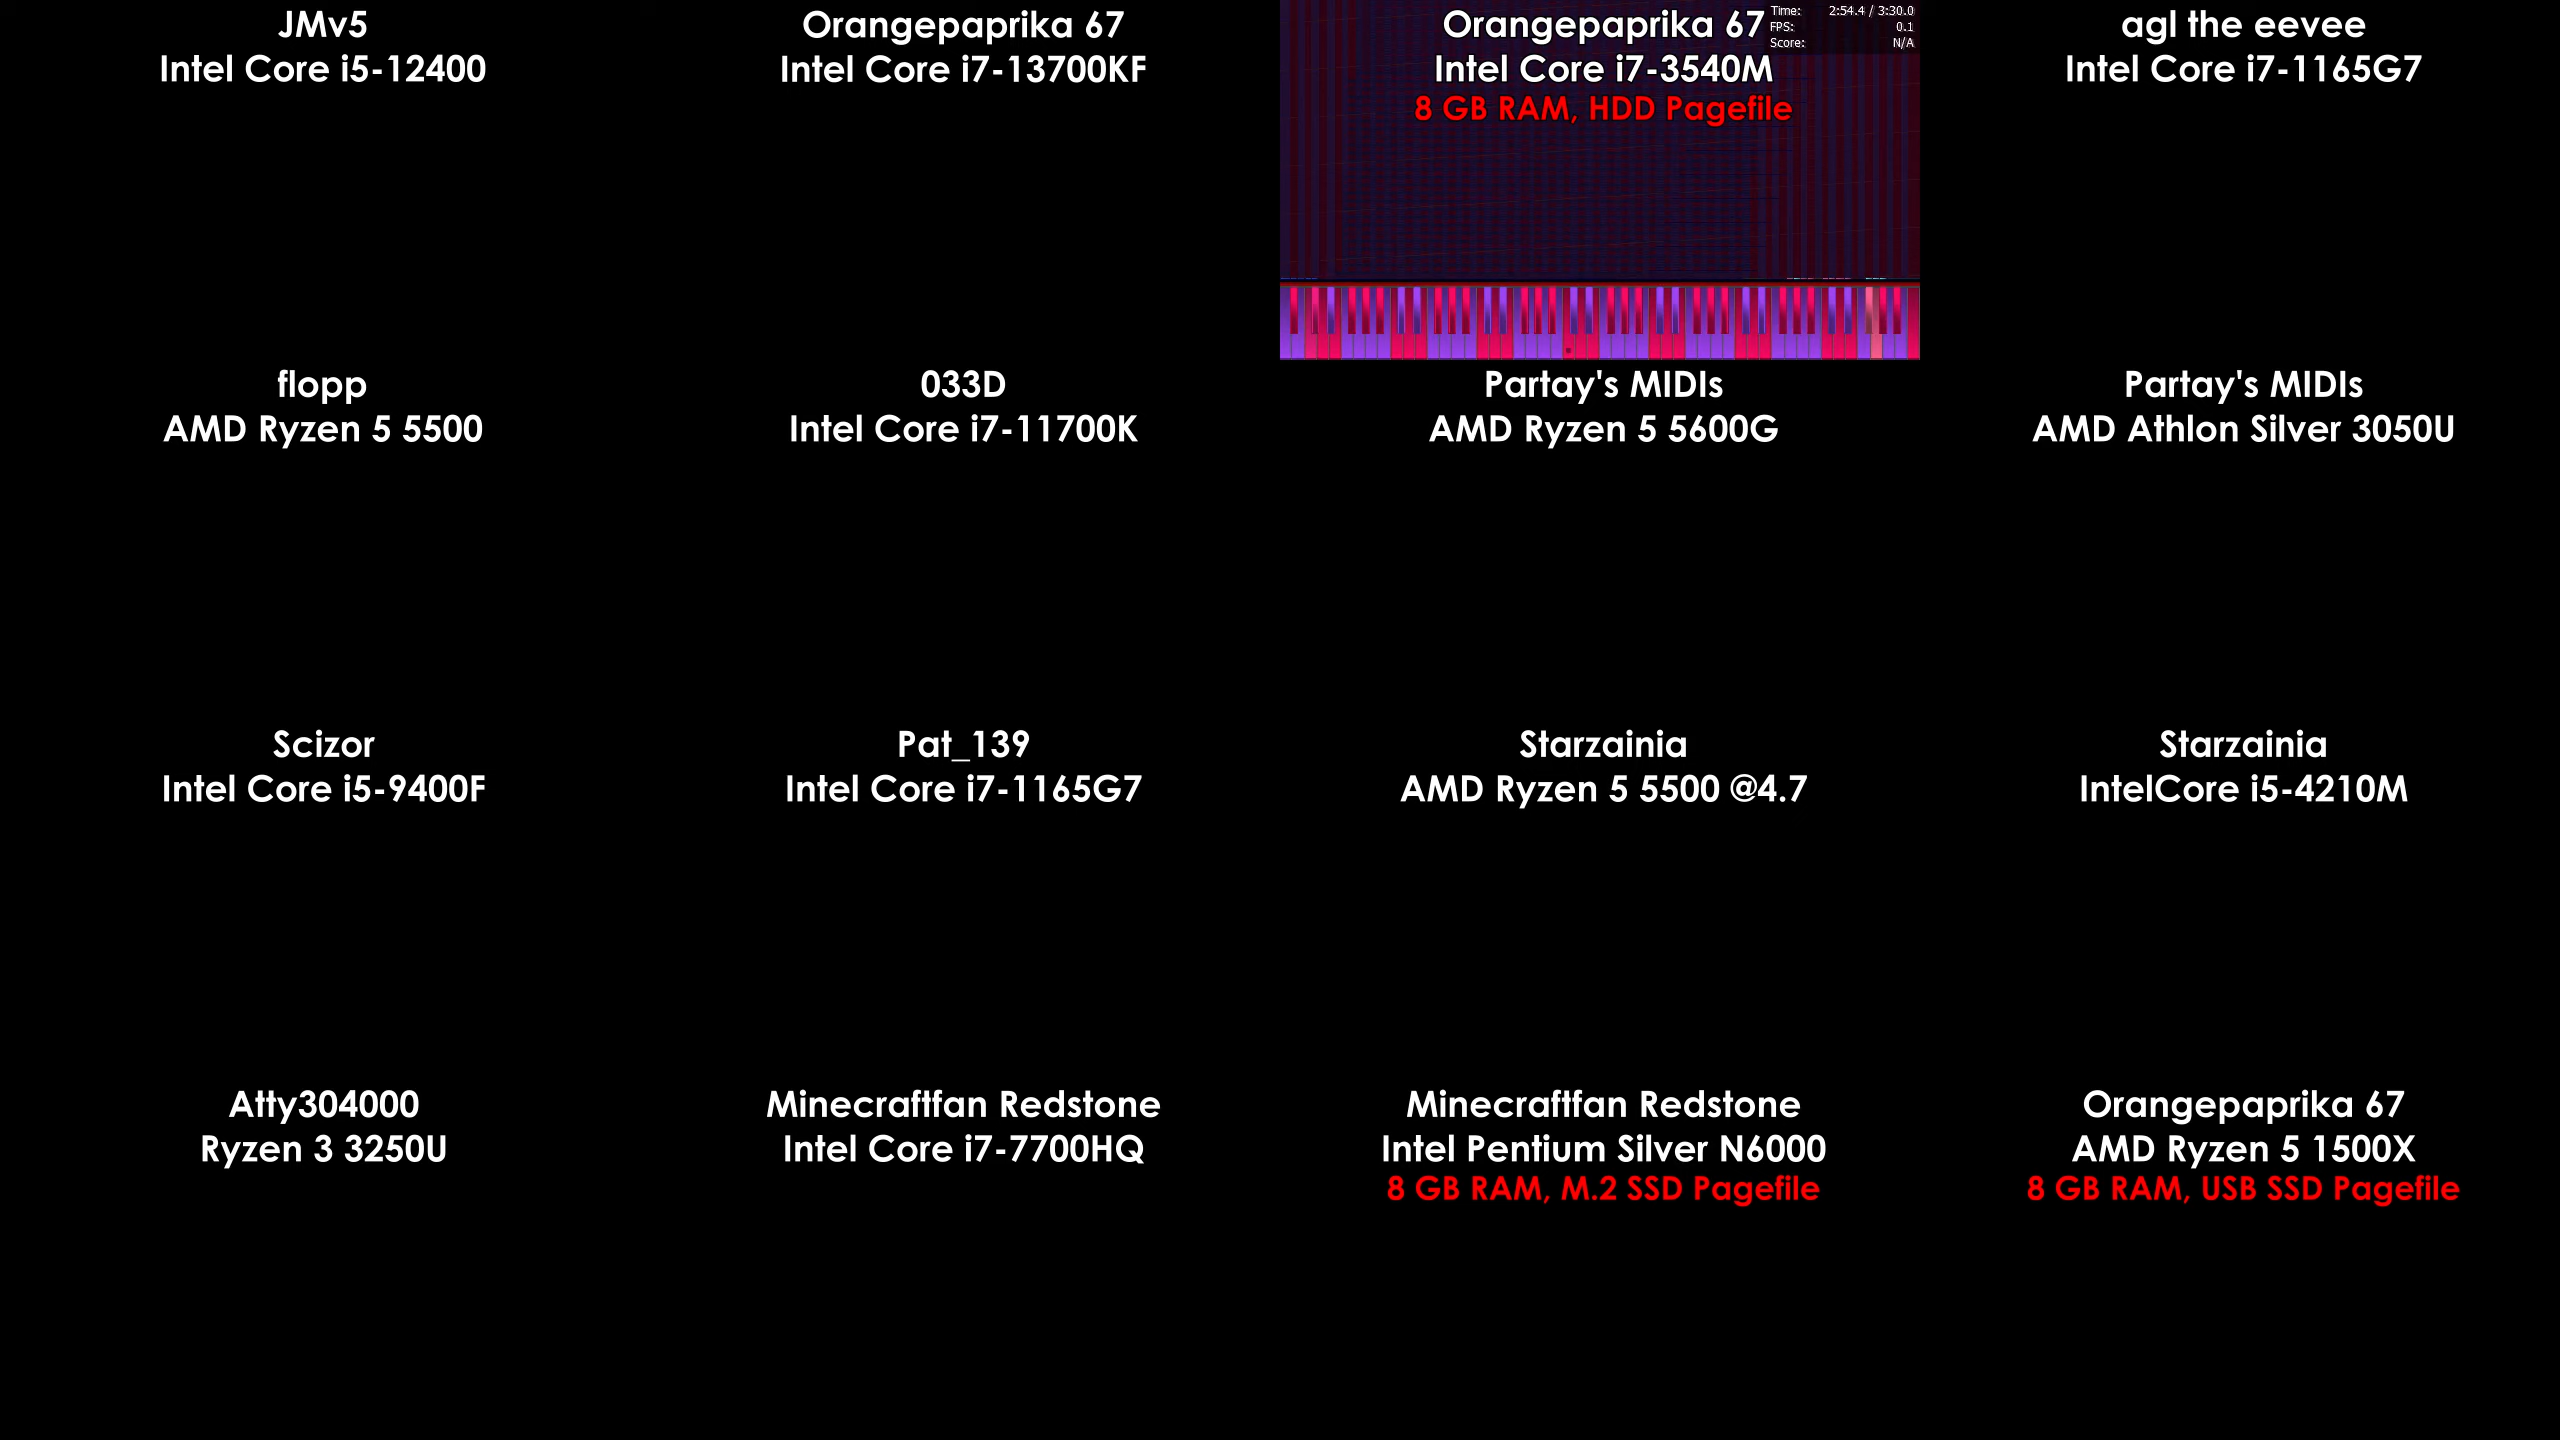 JMv5
Intel Core i5-12400
Orangepaprika 67
Intel Core i7-13700KF
Orangepaprika 67
Intel Core i7-3540M
8 GB RAM, HDD Pagefile
Time: 2:54.4 / 3:30.0
FPS: 0.1
Score: N/A
agl the eevee
Intel Core i7-1165G7
flopp
AMD Ryzen 5 5500
033D
Intel Core i7-11700K
Partay's MIDIs
AMD Ryzen 5 5600G
Partay's MIDIs
AMD Athlon Silver 3050U
Scizor
Intel Core i5-9400F
Pat_139
Intel Core i7-1165G7
Starzainia
AMD Ryzen 5 5500 @4.7
Starzainia
IntelCore i5-4210M
Atty304000
Ryzen 3 3250U
Minecraftfan Redstone
Intel Core i7-7700HQ
Minecraftfan Redstone
Intel Pentium Silver N6000
8 GB RAM, M.2 SSD Pagefile
Orangepaprika 67
AMD Ryzen 5 1500X
8 GB RAM, USB SSD Pagefile